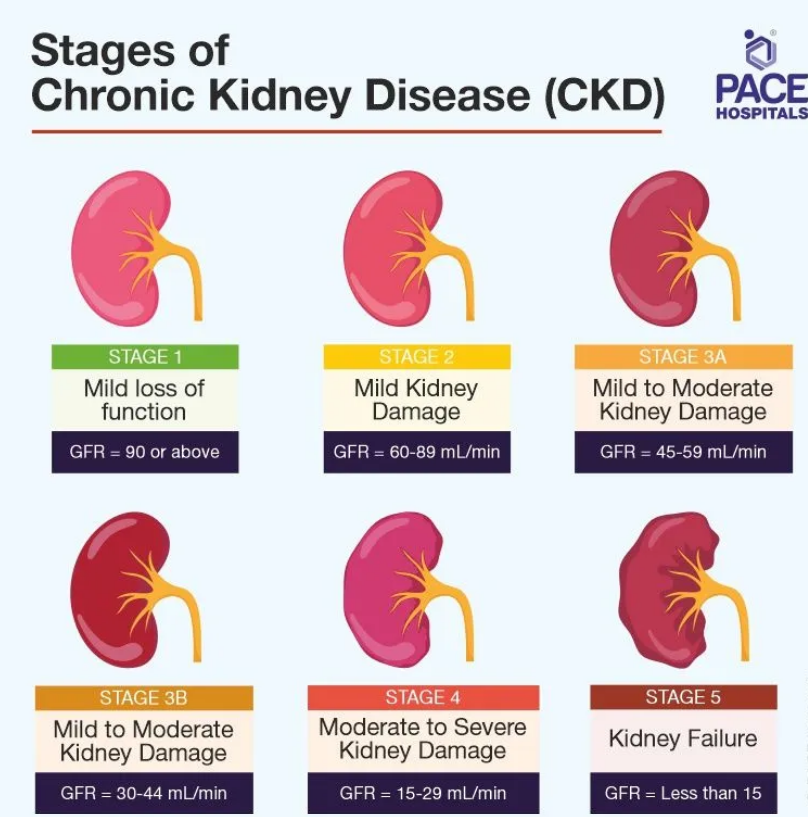 Stages of
Chronic Kidney Disease (CKD)
PACE
HOSPITALS
STAGE 1
Mild loss of
function
GFR = 90 or above
STAGE 2
Mild Kidney
Damage
GFR = 60-89 mL/min
STAGE 3A
Mild to Moderate
Kidney Damage
GFR = 45-59 mL/min
STAGE 3B
Mild to Moderate
Kidney Damage
GFR = 30-44 mL/min
STAGE 4
Moderate to Severe
Kidney Damage
GFR = 15-29 mL/min
STAGE 5
Kidney Failure
GFR = Less than 15